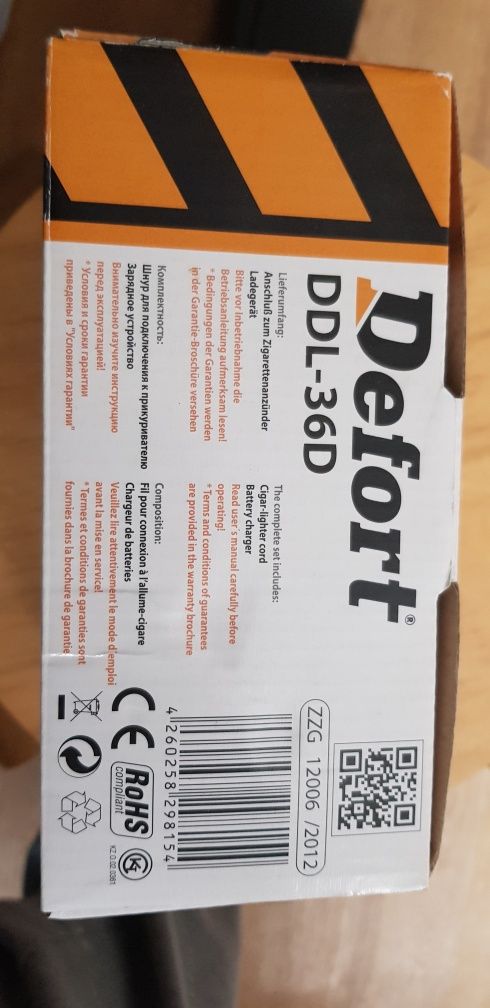 Defort®
DDL-36D
Lieferumfang:
Anschluß zum Zigarettenanzünder
Ladegerät
Bitte vor Inbetriebnahme die
Betriebsanleitung aufmerksam lesen!
* Bedingungen der Garantien werden
in der Garantie-Broschüre versehen
The complete set includes:
Cigar-lighter cord
Battery charger
Read user's manual carefully before
operating!
*Terms and conditions of guarantees
are provided in the warranty brochure
Комплектность:
Шнур для подключения к прикуривателю
Зарядное устройство
Внимательно изучите инструкцию
перед эксплуатацией!
* Условия и сроки гарантии
приведены в "Условиях гарантии"
Composition:
Fil pour connexion à l'allume-cigare
Chargeur de batteries
Veuillez lire attentivement le mode d'emploi
avant la mise en service!
*Termes et conditions de garanties sont
fournies dans la brochure de garantie
ZZG 12006 /2012
4 260258 298154
CE
RoHS
compliant